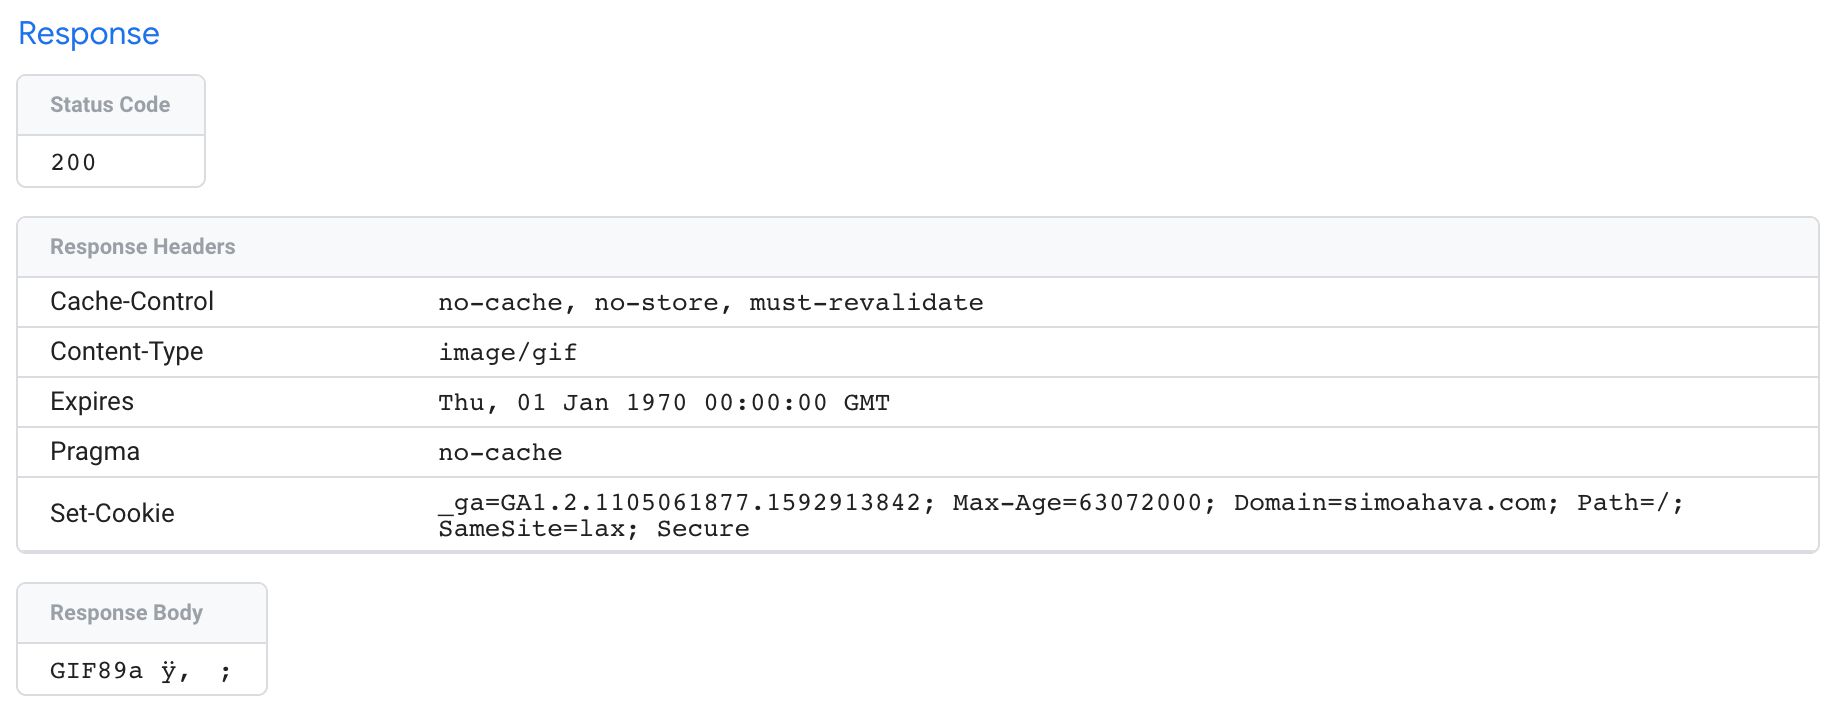 Response
Status Code
200
Response Headers
Cache-Control no-cache, no-store, must-revalidate
Content-Type image/gif
Expires Thu, 01 Jan 1970 00:00:00 GMT
Pragma no-cache
Set-Cookie _ga=GA1.2.1105061877.1592913842; Max-Age=63072000; Domain=simoahava.com; Path=/;
SameSite=lax; Secure
Response Body
GIF89a ÿ, ;